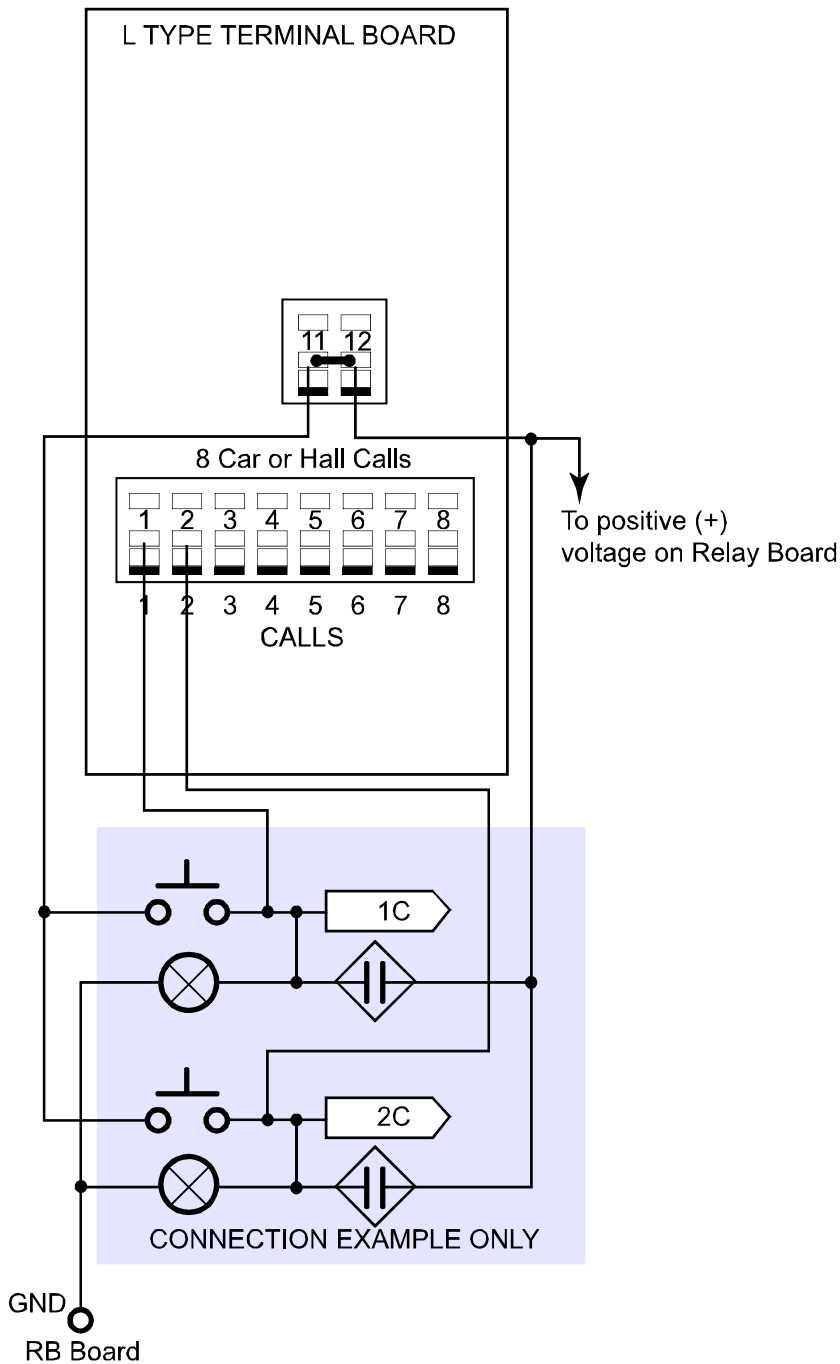 L TYPE TERMINAL BOARD
11 12
8 Car or Hall Calls
1 2 3 4 5 6 7 8
To positive (+)
voltage on Relay Board
1 2 3 4 5 6 7 8
CALLS
1C
2C
CONNECTION EXAMPLE ONLY
GND
RB Board